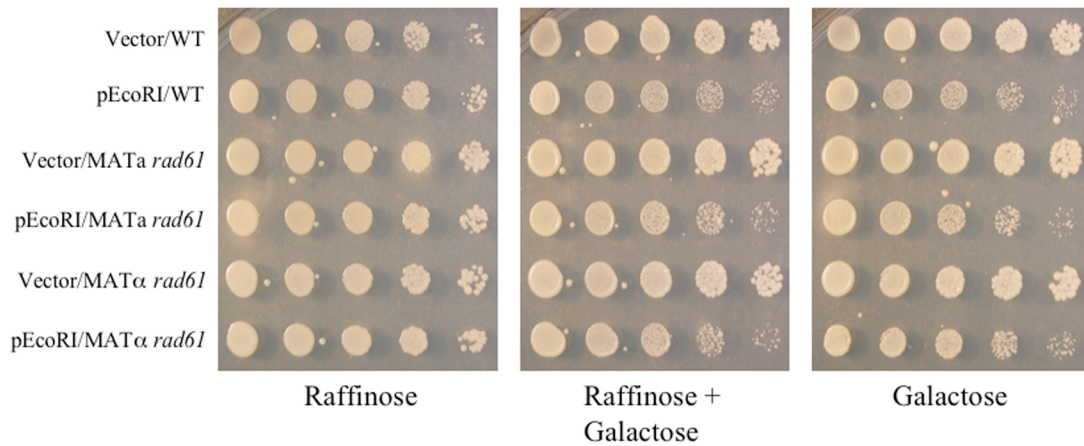 Vector/WT
pEcoRI/WT
Vector/MATa rad61
pEcoRI/MATa rad61
Vector/MATα rad61
pEcoRI/MATα rad61
Raffinose
Raffinose +
Galactose
Galactose